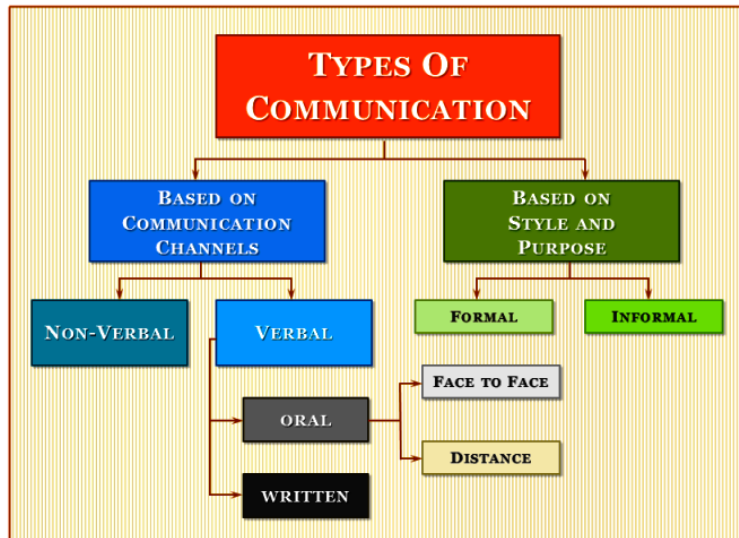 TYPES OF
COMMUNICATION
BASED ON
COMMUNICATION
CHANNELS
BASED ON
STYLE AND
PURPOSE
NON-VERBAL
VERBAL
FORMAL
INFORMAL
FACE TO FACE
ORAL
DISTANCE
WRITTEN